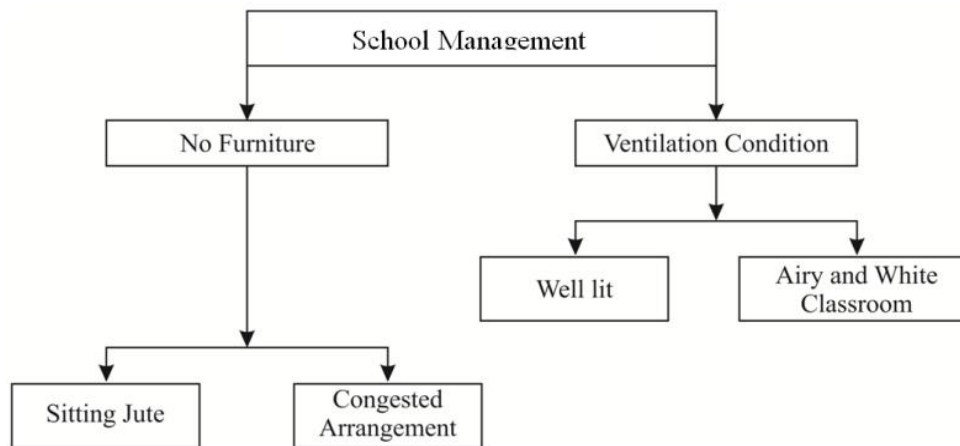 School Management
No Furniture
Ventilation Condition
Well lit
Airy and White
Classroom
Sitting Jute
Congested
Arrangement